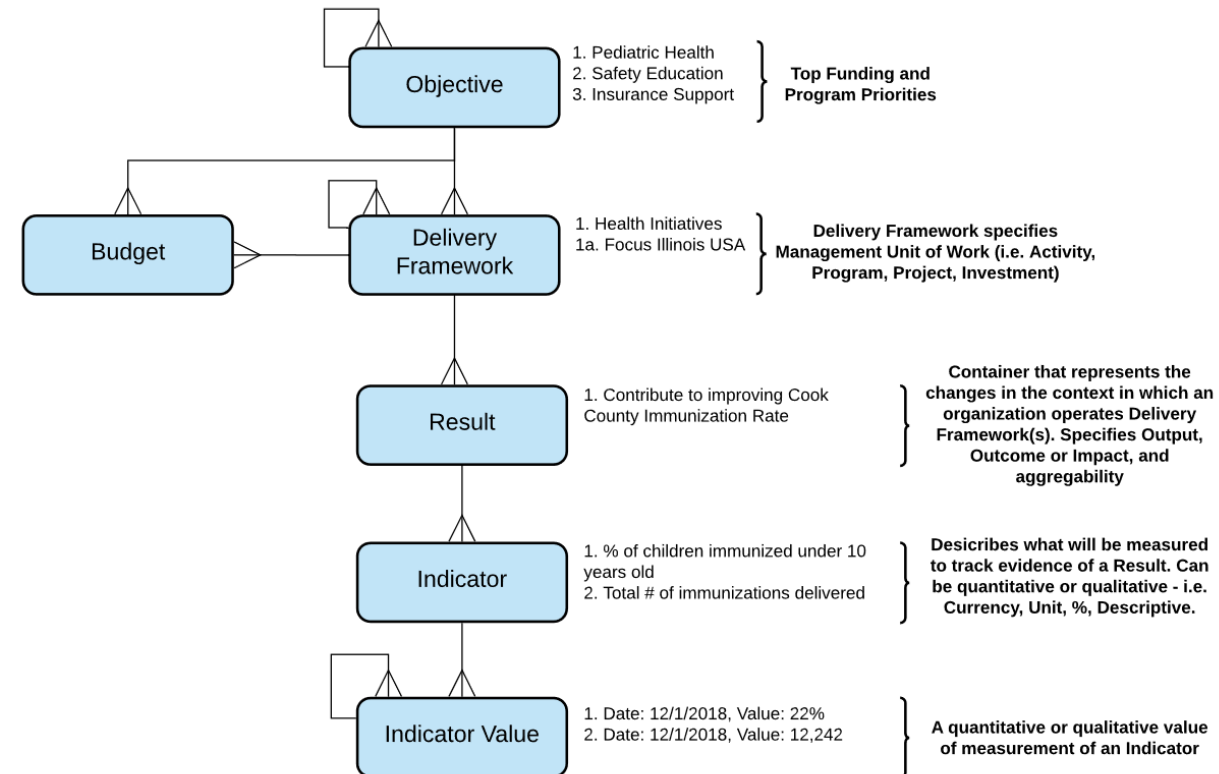 Objective
1. Pediatric Health
2. Safety Education
3. Insurance Support
Top Funding and
Program Priorities
Budget
Delivery
Framework
1. Health Initiatives
1a. Focus Illinois USA
Delivery Framework specifies
Management Unit of Work (i.e. Activity,
Program, Project, Investment)
Result
1. Contribute to improving Cook
County Immunization Rate
Container that represents the
changes in the context in which an
organization operates Delivery
Framework(s). Specifies Output,
Outcome or Impact, and
aggregability
Indicator
1. % of children immunized under 10
years old
2. Total # of immunizations delivered
Desicribes what will be measured
to track evidence of a Result. Can
be quantitative or qualitative - i.e.
Currency, Unit, %, Descriptive.
Indicator Value
1. Date: 12/1/2018, Value: 22%
2. Date: 12/1/2018, Value: 12,242
A quantitative or qualitative value
of measurement of an Indicator